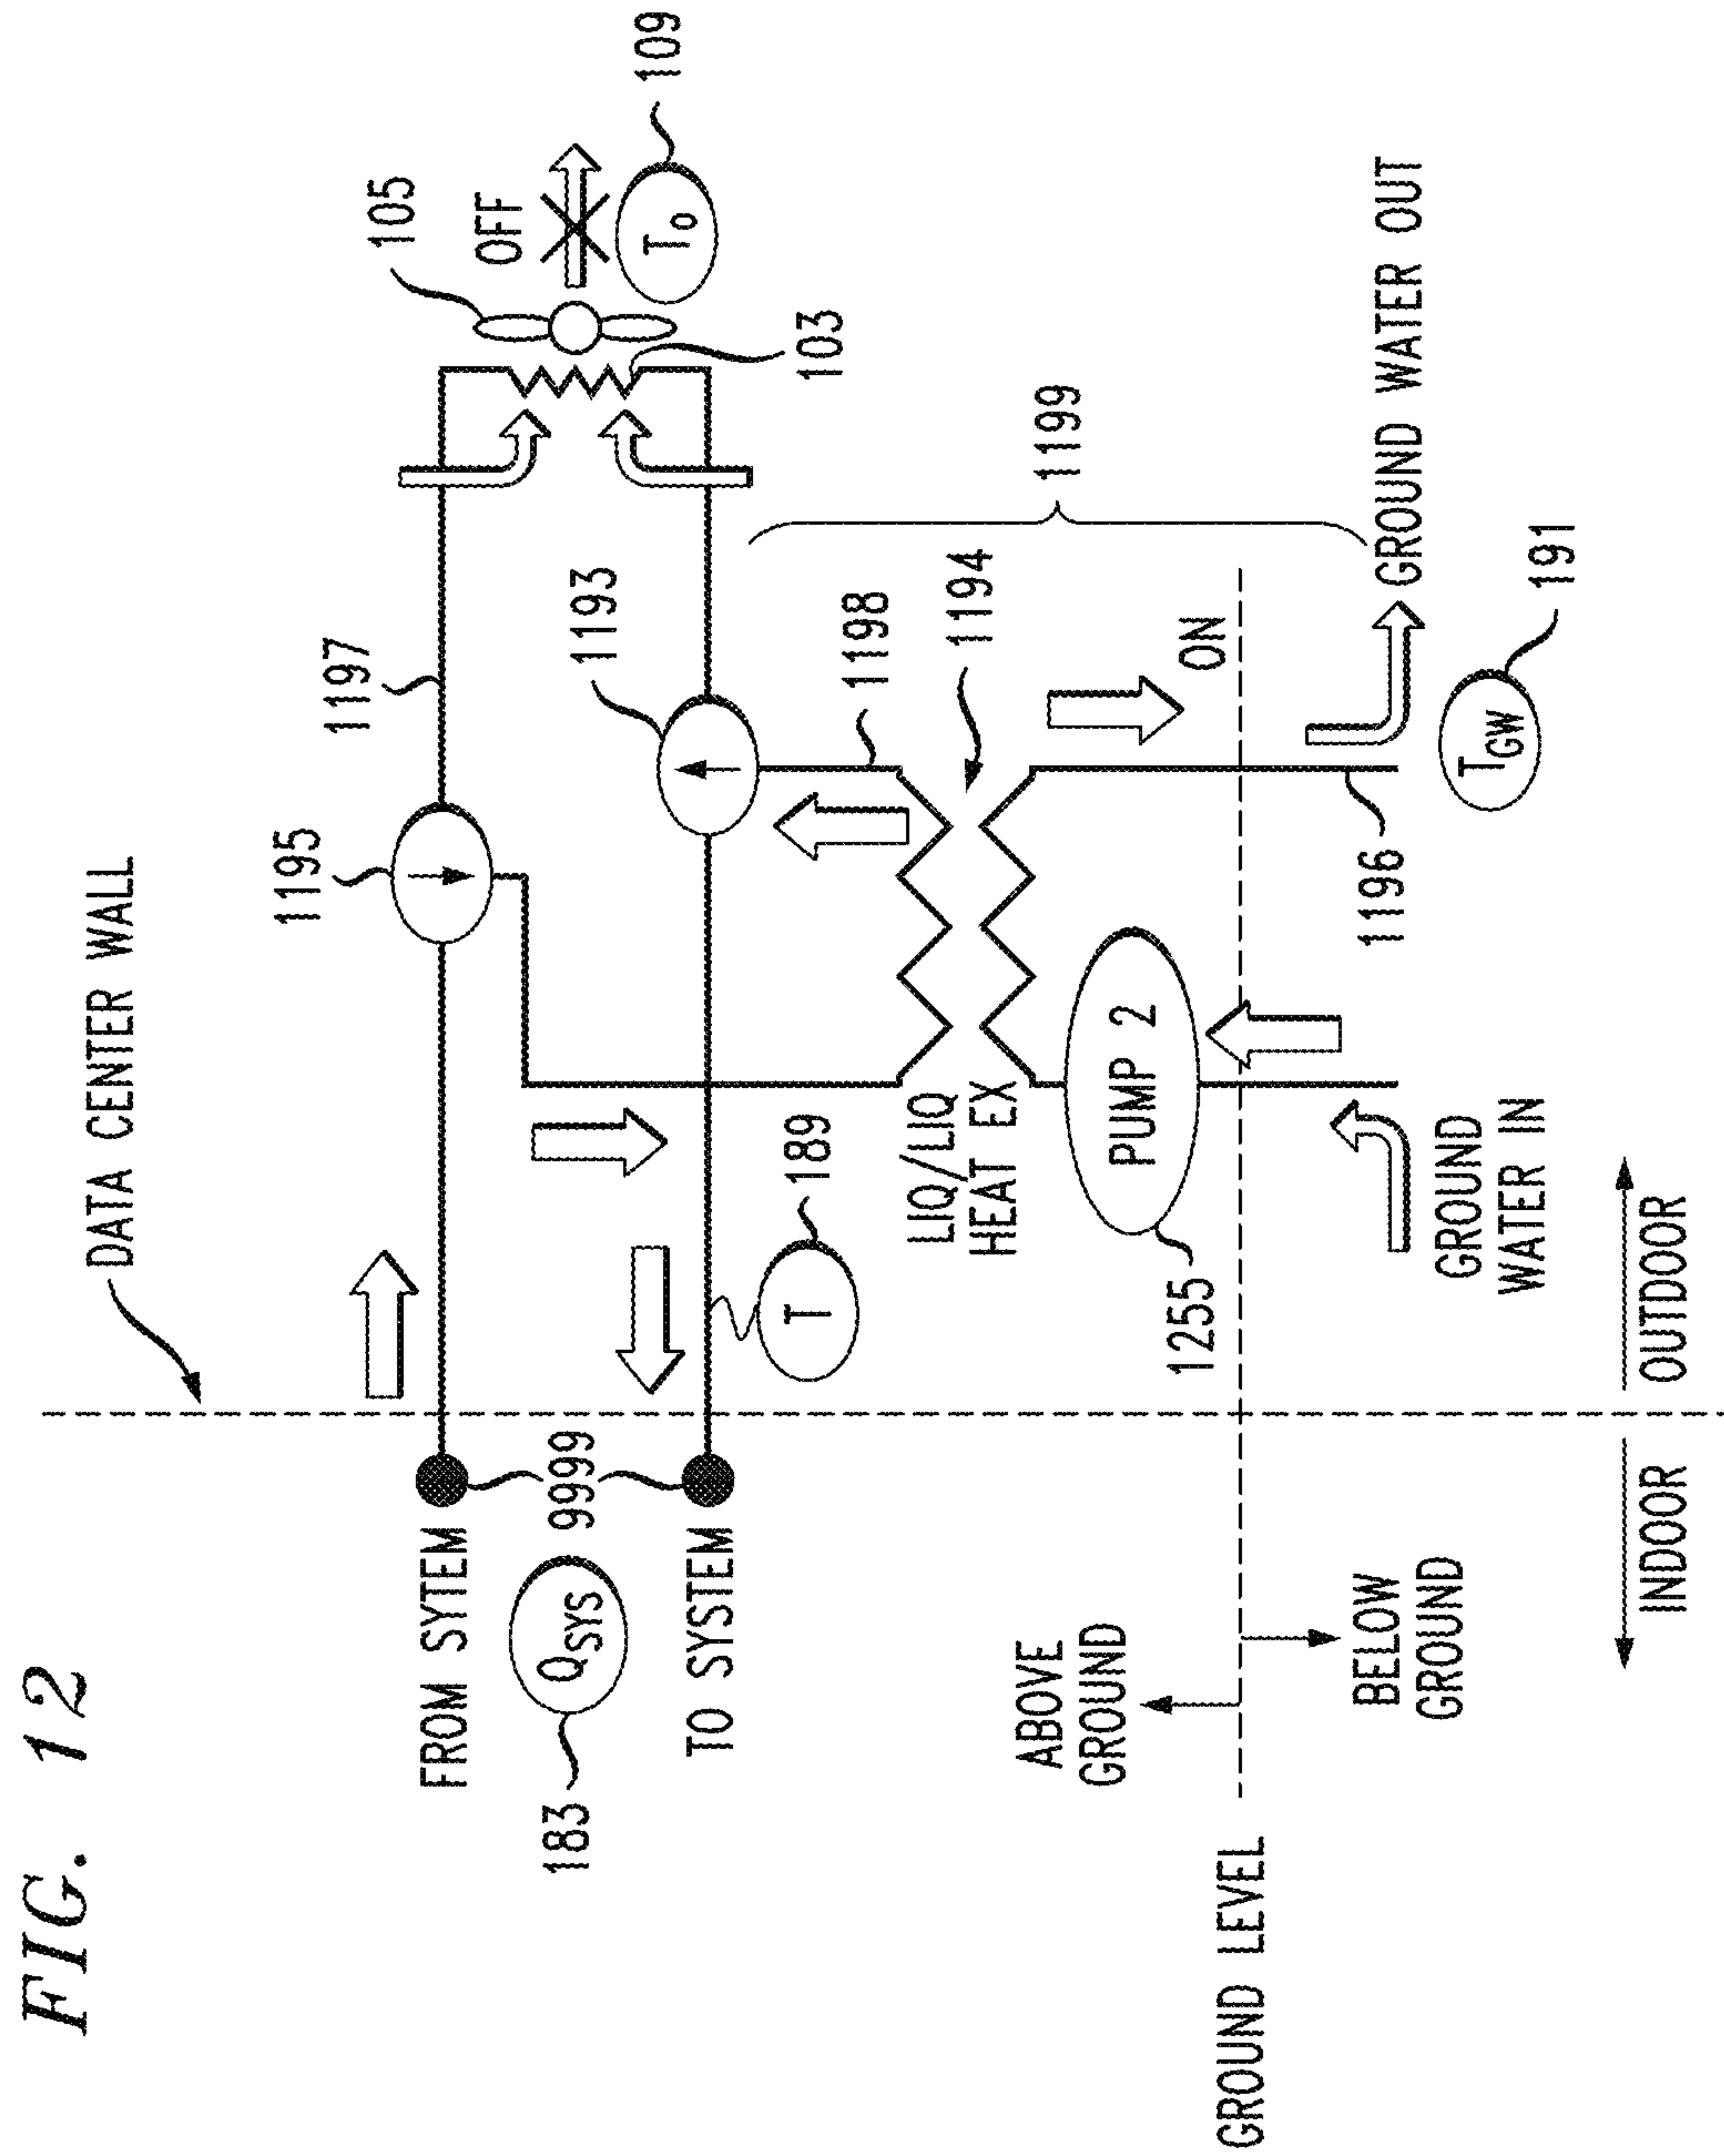 FIG. 12
DATA CENTER WALL
1195
1197
105
OFF
109
T0
103
FROM SYTEM
9999
183
QSYS
TO SYSTEM
1193
189
T
1198
1194
1199
LIQ/LIQ
HEAT EX
PUMP 2
1255
ON
ABOVE
GROUND
GROUND LEVEL
BELOW
GROUND
GROUND
WATER IN
1196
GROUND WATER OUT
TGW
191
INDOOR
OUTDOOR